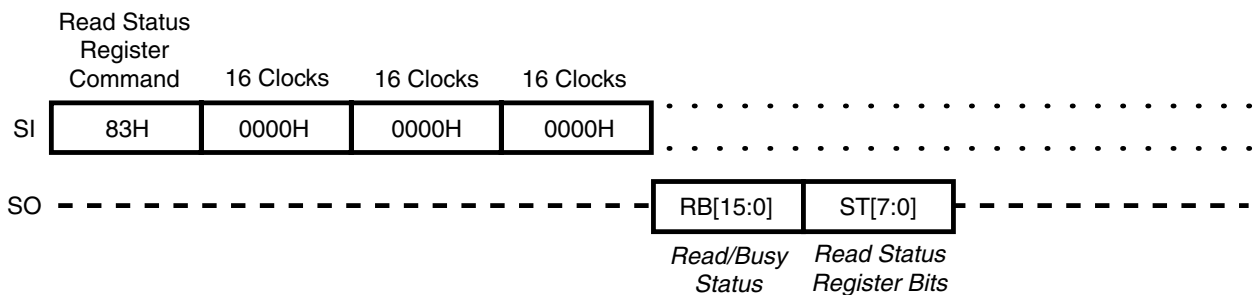 Read Status
Register
Command
16 Clocks
16 Clocks
16 Clocks
SI
83H
0000H
0000H
0000H
SO
RB[15:0]
ST[7:0]
Read/Busy
Status
Read Status
Register Bits